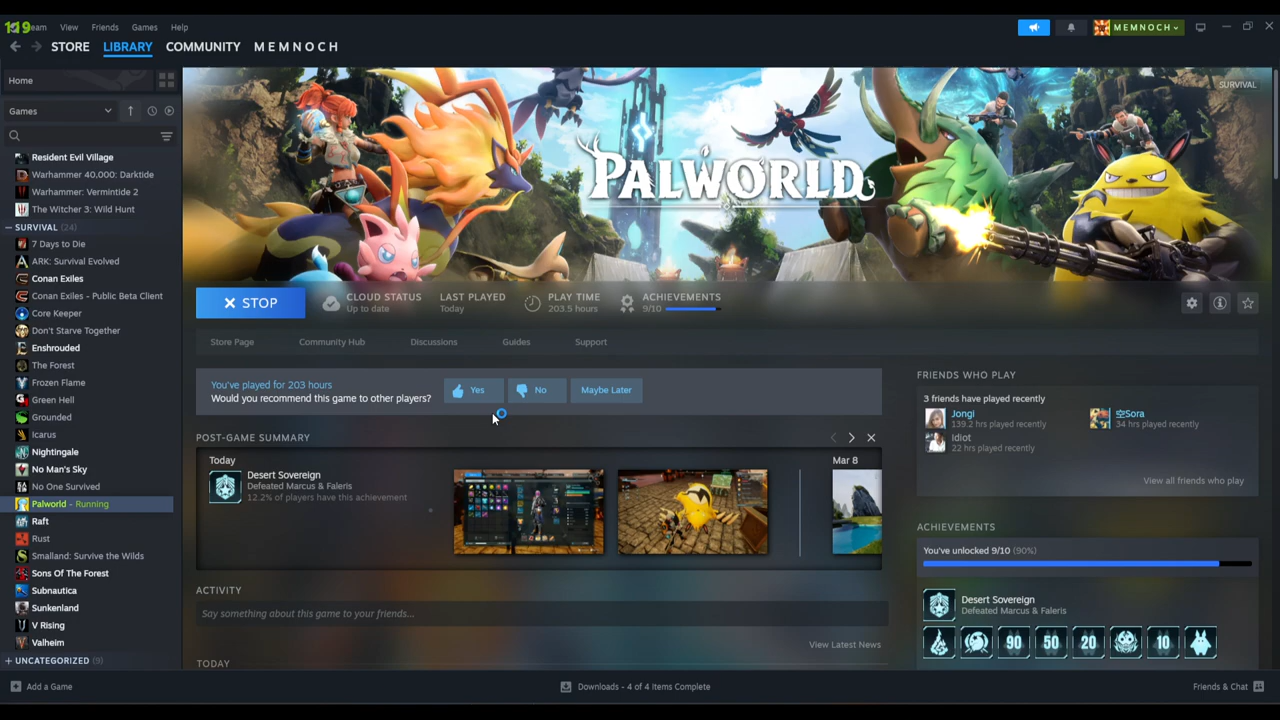 119eam View Friends Games Help
MEMNOCH
STORE LIBRARY COMMUNITY MEMNOCH
Home
Games
SURVIVAL
Resident Evil Village
Warhammer 40,000: Darktide
Warhammer: Vermintide 2
The Witcher 3: Wild Hunt
SURVIVAL (24)
7 Days to Die
ARK: Survival Evolved
Conan Exiles
Conan Exiles - Public Beta Client
Core Keeper
Don't Starve Together
Enshrouded
The Forest
Frozen Flame
Green Hell
Grounded
Icarus
Nightingale
No Man's Sky
No One Survived
Palworld - Running
Raft
Rust
Smalland: Survive the Wilds
Sons Of The Forest
Subnautica
Sunkenland
V Rising
Valheim
UNCATEGORIZED (9)
PALWORLD
STOP
CLOUD STATUS
Up to date
LAST PLAYED
Today
PLAY TIME
203.5 hours
ACHIEVEMENTS
9/10
Store Page Community Hub Discussions Guides Support
You've played for 203 hours
Would you recommend this game to other players?
Yes No Maybe Later
POST-GAME SUMMARY
Today
Desert Sovereign
Defeated Marcus & Faleris
12.2% of players have this achievement
Mar 8
ACTIVITY
Say something about this game to your friends...
View Latest News
TODAY
FRIENDS WHO PLAY
3 friends have played recently
Jongi
139.2 hrs played recently
空Sora
34 hrs played recently
Idiot
22 hrs played recently
View all friends who play
ACHIEVEMENTS
You've unlocked 9/10 (90%)
Desert Sovereign
Defeated Marcus & Faleris
90 50 20 10
Add a Game
Downloads - 4 of 4 Items Complete
Friends & Chat